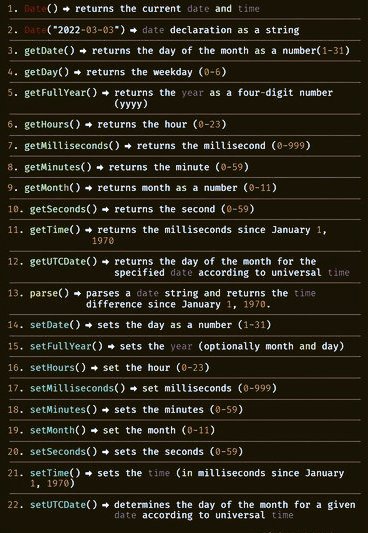 1. Date() → returns the current date and time
2. Date("2022-03-03") → date declaration as a string
3. getDate() → returns the day of the month as a number(1-31)
4. getDay() → returns the weekday (0-6)
5. getFullYear() → returns the year as a four-digit number
(yyyy)
6. getHours() → returns the hour (0-23)
7. getMilliseconds() → returns the millisecond (0-999)
8. getMinutes() → returns the minute (0-59)
9. getMonth() → returns month as a number (0-11)
10. getSeconds() → returns the second (0-59)
11. getTime() → returns the milliseconds since January 1,
1970
12. getUTCDate() → returns the day of the month for the
specified date according to universal time
13. parse() → parses a date string and returns the time
difference since January 1, 1970.
14. setDate() → sets the day as a number (1-31)
15. setFullYear() → sets the year (optionally month and day)
16. setHours() → set the hour (0-23)
17. setMilliseconds() → set milliseconds (0-999)
18. setMinutes() → sets the minutes (0-59)
19. setMonth() → set the month (0-11)
20. setSeconds() → sets the seconds (0-59)
21. setTime() → sets the time (in milliseconds since January
1, 1970)
22. setUTCDate() → determines the day of the month for a given
date according to universal time